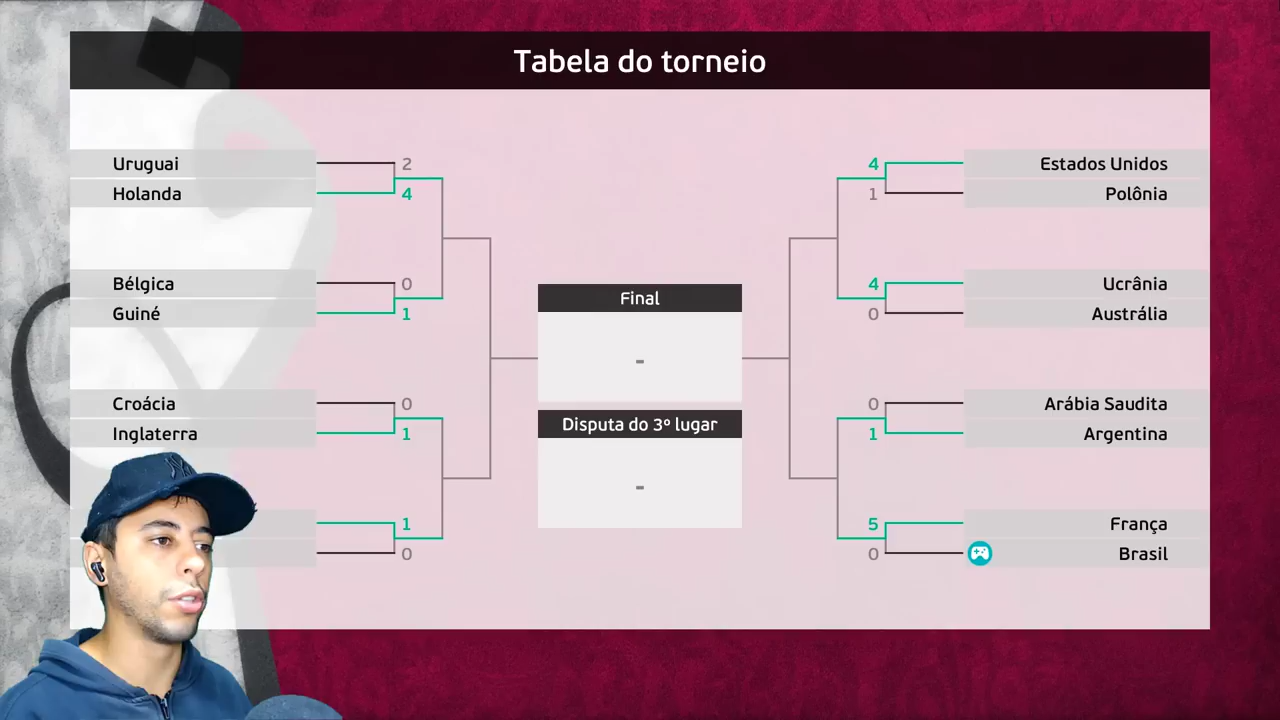 Tabela do torneio
Uruguai 2
Holanda 4
Bélgica 0
Guiné 1
Croácia 0
Inglaterra 1
1
0
Final
-
Disputa do 3º lugar
-
4 Estados Unidos
1 Polônia
4 Ucrânia
0 Austrália
0 Arábia Saudita
1 Argentina
5 França
0 Brasil